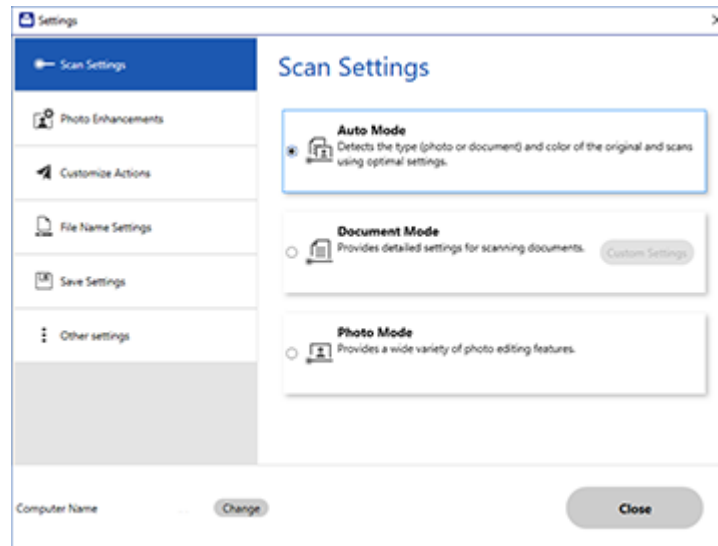 Settings
Scan Settings
Photo Enhancements
Customize Actions
File Name Settings
Save Settings
Other settings
Scan Settings
Auto Mode
Detects the type (photo or document) and color of the original and scans
using optimal settings.
Document Mode
Provides detailed settings for scanning documents.
Custom Settings
Photo Mode
Provides a wide variety of photo editing features.
Computer Name
Change
Close